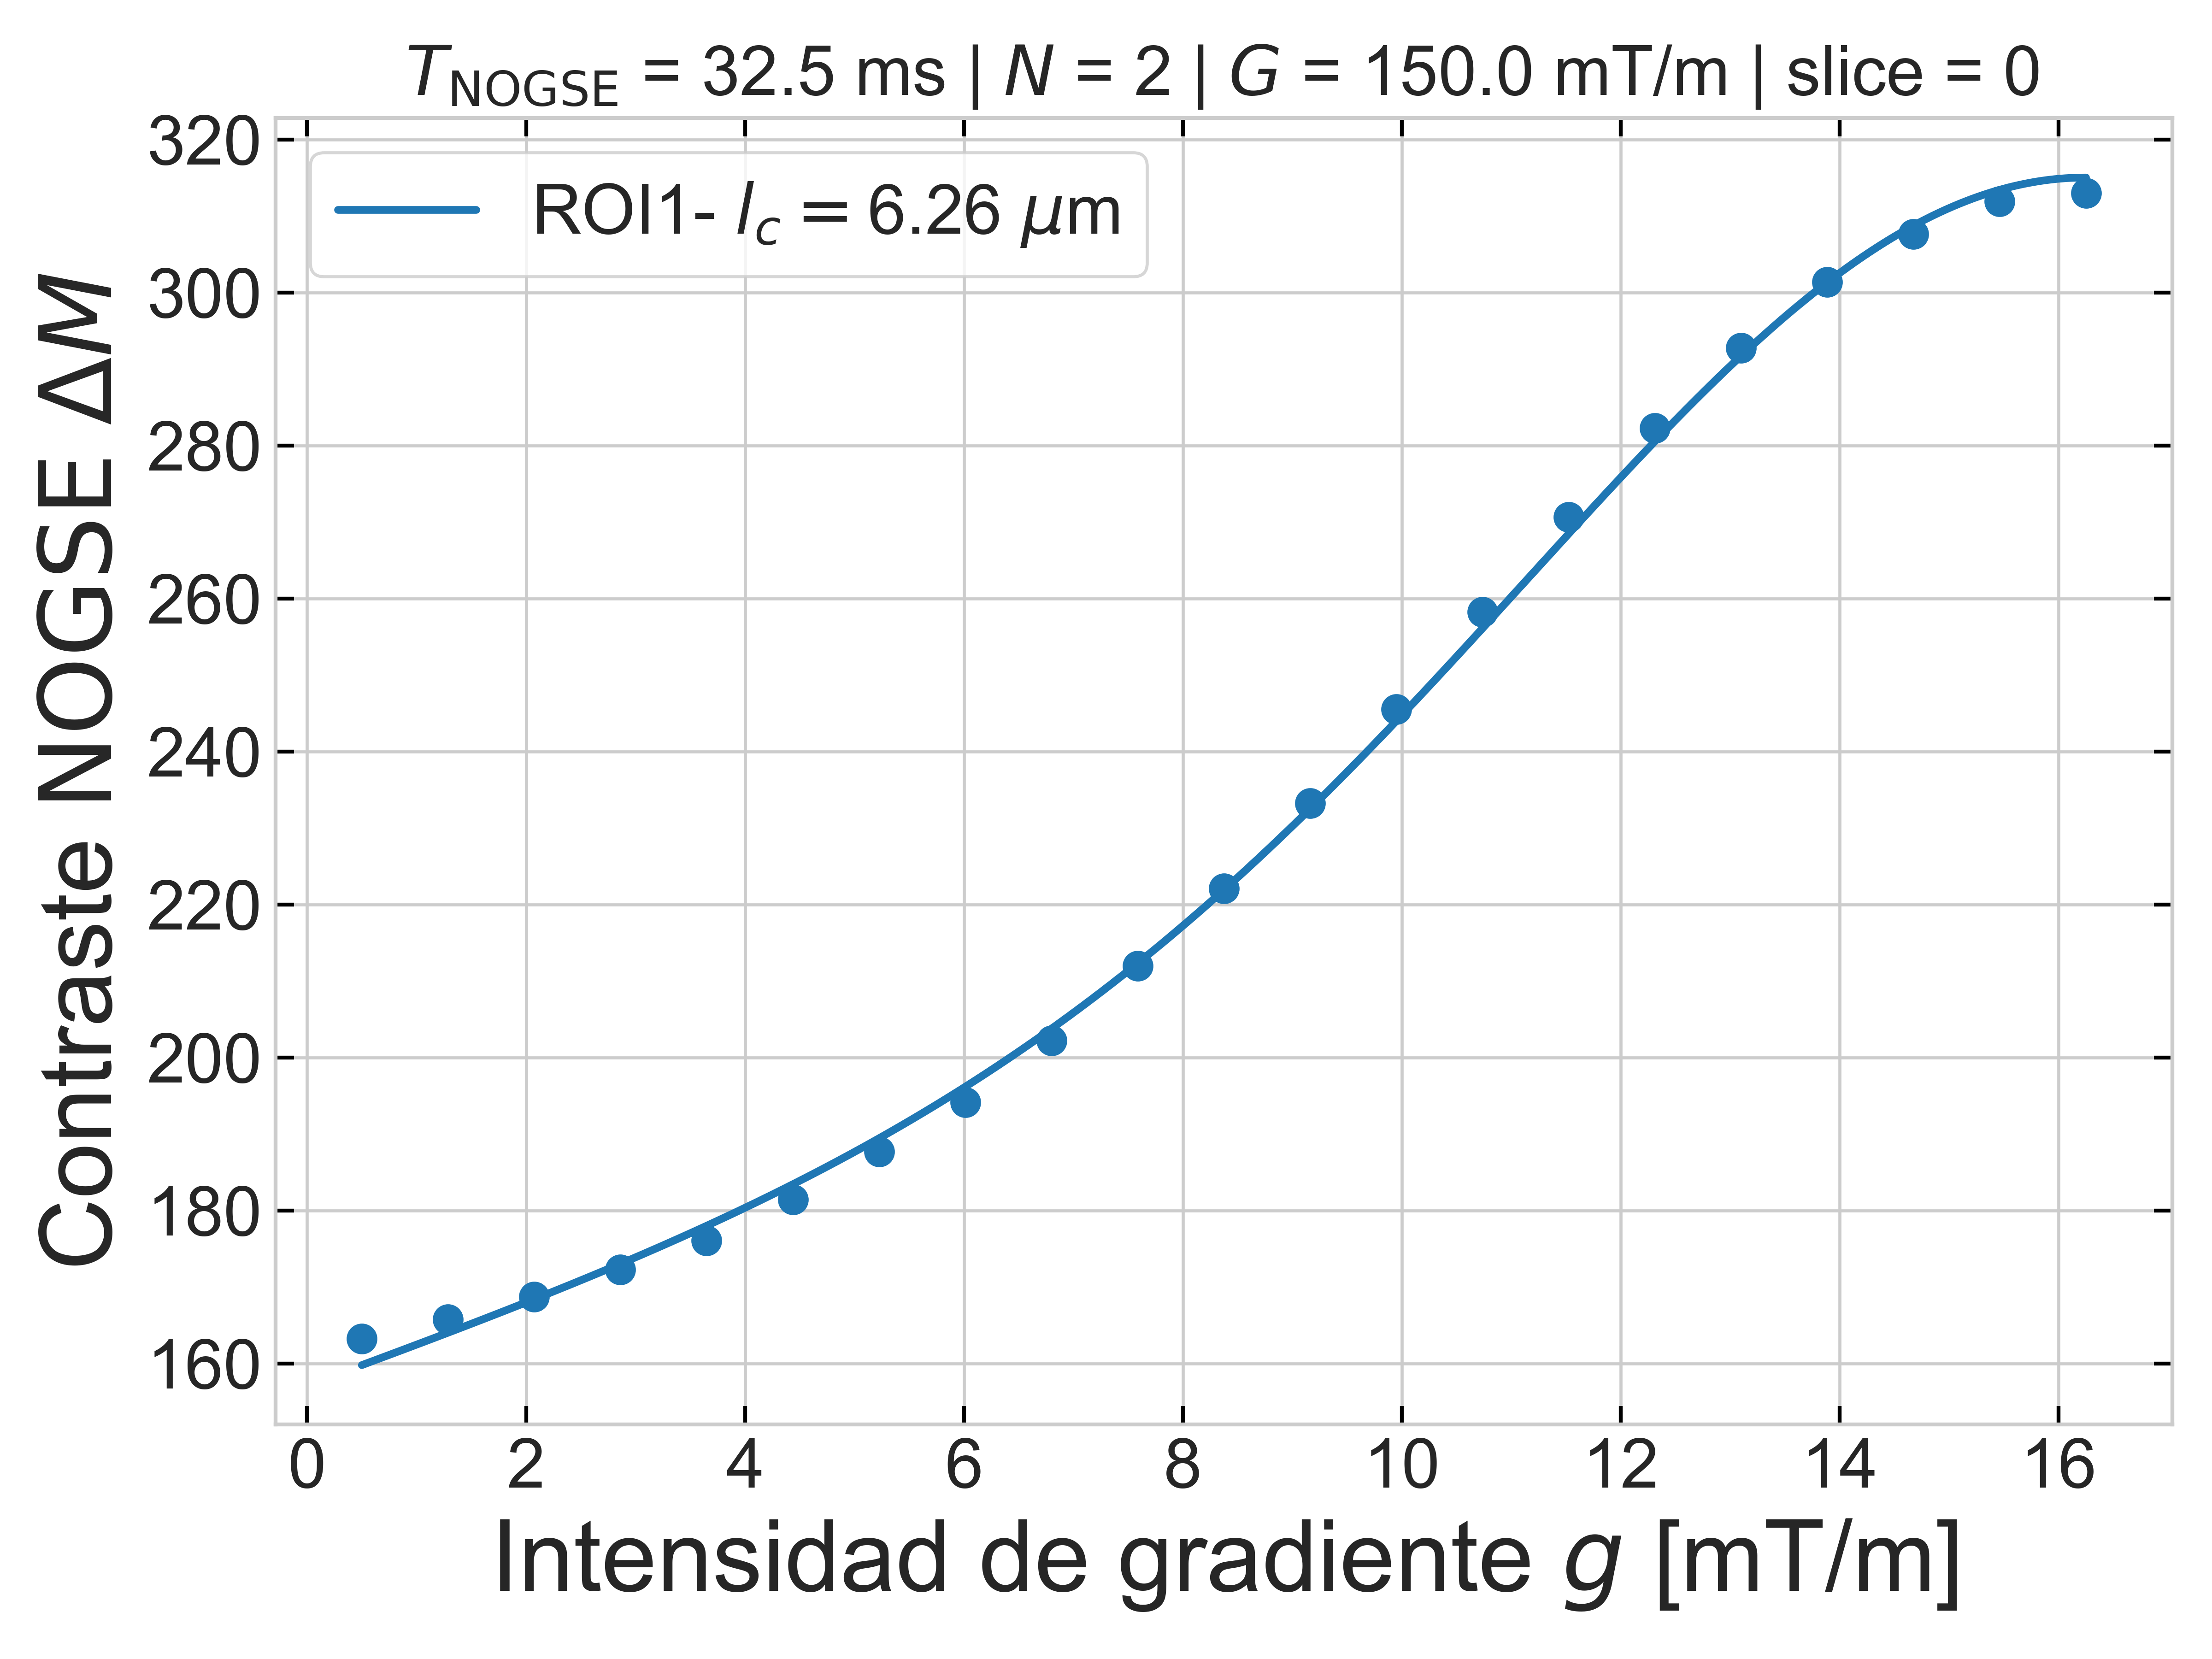 T_NOGSE = 32.5 ms | N = 2 | G = 150.0 mT/m | slice = 0
ROI1- l_c = 6.26 μm
Contraste NOGSE ΔM
320
300
280
260
240
220
200
180
160
0 2 4 6 8 10 12 14 16
Intensidad de gradiente g [mT/m]